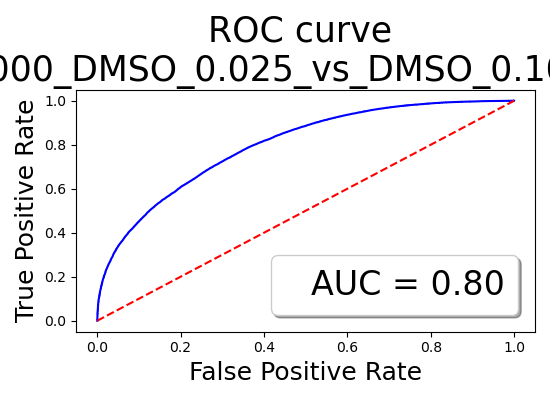 ROC curve
000_DMSO_0.025_vs_DMSO_0.10
True Positive Rate
1.0
0.8
0.6
0.4
0.2
0.0
AUC = 0.80
0.0 0.2 0.4 0.6 0.8 1.0
False Positive Rate